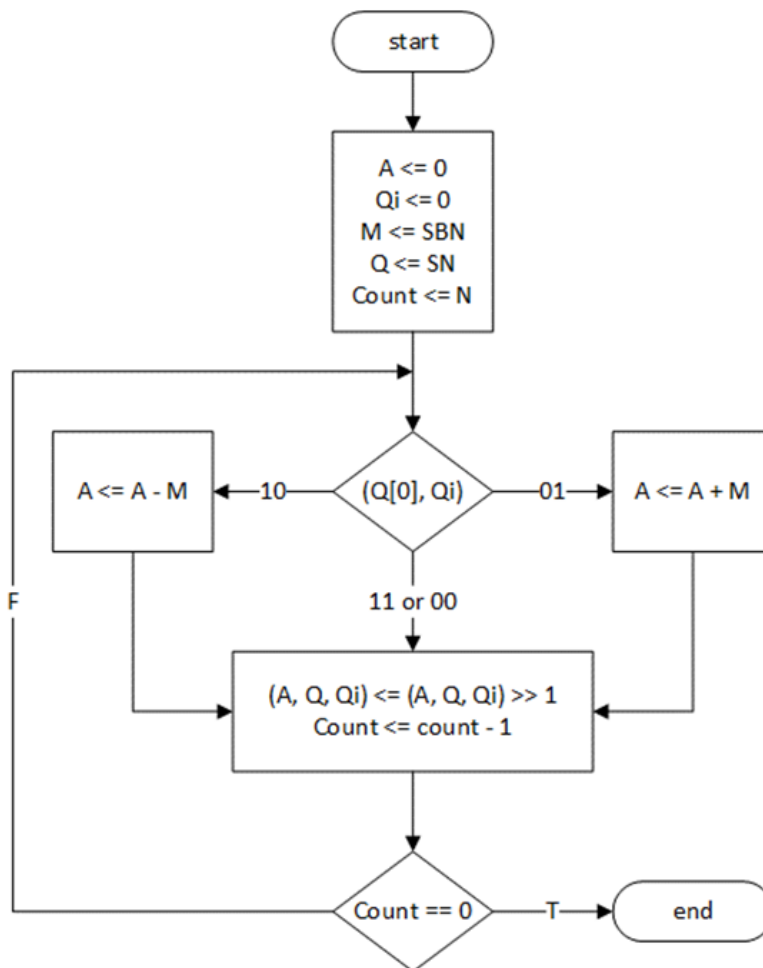 start
A <= 0
Qi <= 0
M <= SBN
Q <= SN
Count <= N
A <= A - M
10
(Q[0], Qi)
01
A <= A + M
F
11 or 00
(A, Q, Qi) <= (A, Q, Qi) >> 1
Count <= count - 1
Count == 0
T
end